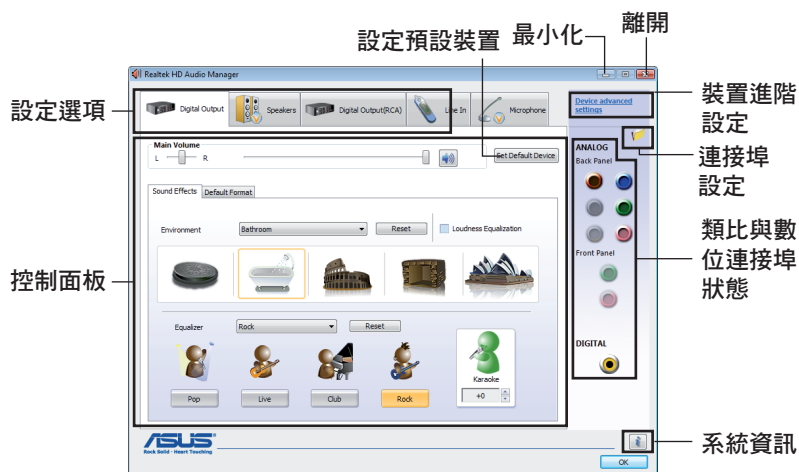 設定預設裝置
最小化
離開
Realtek HD Audio Manager
設定選項
Digital Output
Speakers
Digital Output(RCA)
Line In
Microphone
Device advanced
settings
裝置進階
設定
Main Volume
L
R
Set Default Device
ANALOG
Back Panel
連接埠
設定
Sound Effects
Default Format
Environment
Bathroom
Reset
Loudness Equalization
類比與數
位連接埠
狀態
Front Panel
控制面板
Equalizer
Rock
Reset
DIGITAL
Karaoke
Pop
Live
Club
Rock
+0
ASUS
Rock Solid - Heart Touching
系統資訊
OK